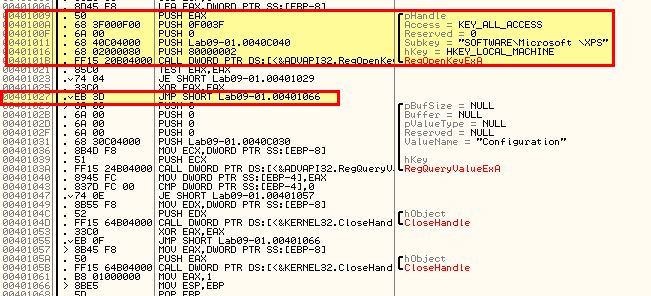 00401006 8D45 F8 LEA EAX,DWORD PTR SS:[EBP-8]
00401009 . 50 PUSH EAX pHandle
0040100A . 68 3F000F00 PUSH 0F003F Access = KEY_ALL_ACCESS
0040100F . 6A 00 PUSH 0 Reserved = 0
00401011 . 68 40C04000 PUSH Lab09-01.0040C040 Subkey = "SOFTWARE\Microsoft \XPS"
00401016 . 68 02000080 PUSH 80000002 hKey = HKEY_LOCAL_MACHINE
0040101B . FF15 20B04000 CALL DWORD PTR DS:[<&ADVAPI32.RegOpenKey RegOpenKeyExA
00401021 . 85C0 TEST EAX,EAX
00401023 . 74 04 JE SHORT Lab09-01.00401029
00401025 . 33C0 XOR EAX,EAX
00401027 . EB 3D JMP SHORT Lab09-01.00401066
00401029 > 6A 00 PUSH 0 pBufSize = NULL
0040102B . 6A 00 PUSH 0 Buffer = NULL
0040102D . 6A 00 PUSH 0 pValueType = NULL
0040102F . 6A 00 PUSH 0 Reserved = NULL
00401031 . 68 30C04000 PUSH Lab09-01.0040C030 ValueName = "Configuration"
00401036 . 8B4D F8 MOV ECX,DWORD PTR SS:[EBP-8]
00401039 . 51 PUSH ECX hKey
0040103A . FF15 24B04000 CALL DWORD PTR DS:[<&ADVAPI32.RegQueryV RegQueryValueExA
00401040 . 8945 FC MOV DWORD PTR SS:[EBP-4],EAX
00401043 . 837D FC 00 CMP DWORD PTR SS:[EBP-4],0
00401047 . 74 0E JE SHORT Lab09-01.00401057
00401049 . 8B55 F8 MOV EDX,DWORD PTR SS:[EBP-8]
0040104C . 52 PUSH EDX hObject
0040104D . FF15 64B04000 CALL DWORD PTR DS:[<&KERNEL32.CloseHand CloseHandle
00401053 . 33C0 XOR EAX,EAX
00401055 . EB 0F JMP SHORT Lab09-01.00401066
00401057 > 8B45 F8 MOV EAX,DWORD PTR SS:[EBP-8]
0040105A . 50 PUSH EAX hObject
0040105B . FF15 64B04000 CALL DWORD PTR DS:[<&KERNEL32.CloseHand CloseHandle
00401061 . B8 01000000 MOV EAX,1
00401066 > 8BE5 MOV ESP,EBP
00401068 . 5D POP EBP